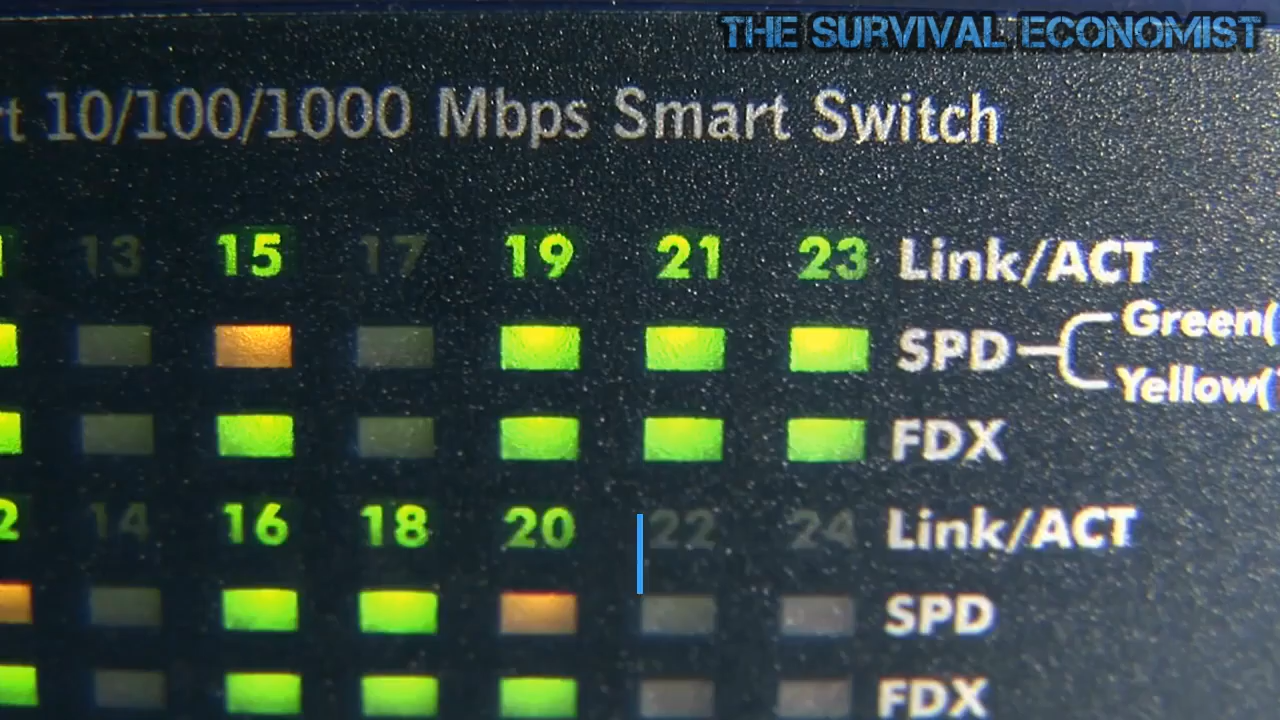 THE SURVIVAL ECONOMIST
10/100/1000 Mbps Smart Switch
13 15 17 19 21 23 Link/ACT
Green(
SPD
Yellow(
FDX
14 16 18 20 22 24 Link/ACT
SPD
FDX